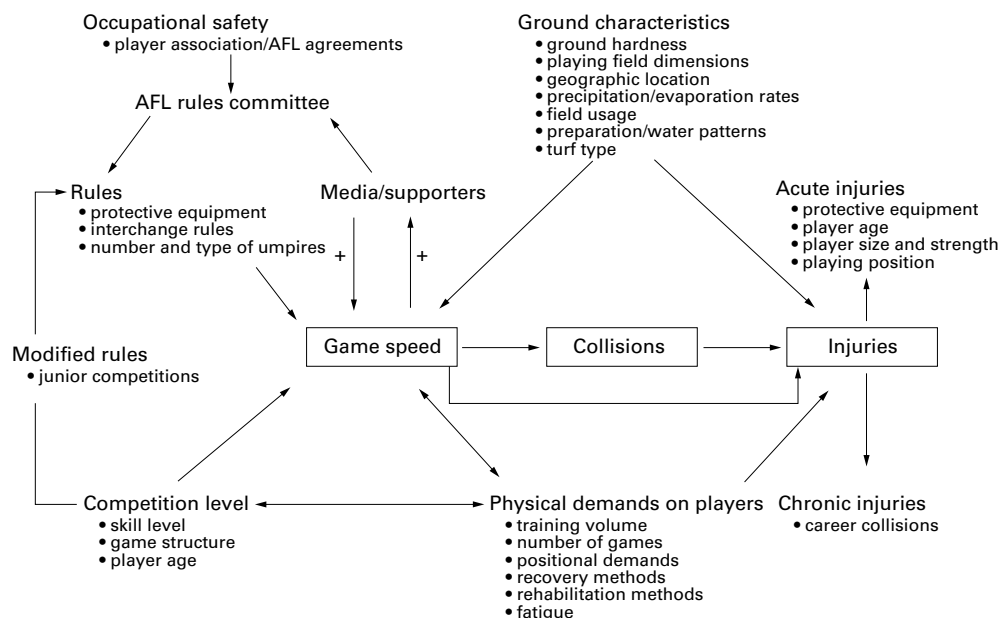 Occupational safety
• player association/AFL agreements
AFL rules committee
Ground characteristics
• ground hardness
• playing field dimensions
• geographic location
• precipitation/evaporation rates
• field usage
• preparation/water patterns
• turf type
Rules
• protective equipment
• interchange rules
• number and type of umpires
Media/supporters
+
+
Acute injuries
• protective equipment
• player age
• player size and strength
• playing position
Modified rules
• junior competitions
Game speed
Collisions
Injuries
Competition level
• skill level
• game structure
• player age
Physical demands on players
• training volume
• number of games
• positional demands
• recovery methods
• rehabilitation methods
• fatigue
Chronic injuries
• career collisions